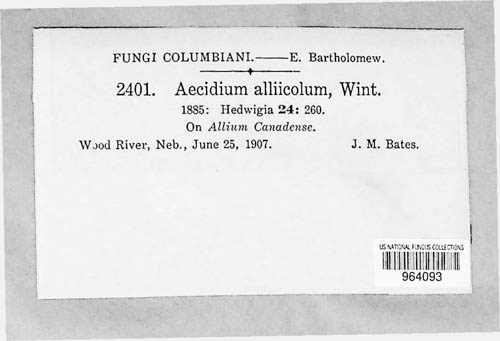 FUNGI COLUMBIANI.——E. Bartholomew.
2401. Aecidium alliicolum, Wint.
1885: Hedwigia 24: 260.
On Allium Canadense.
Wood River, Neb., June 25, 1907. J. M. Bates.
US NATIONAL FUNGUS COLLECTIONS
964093